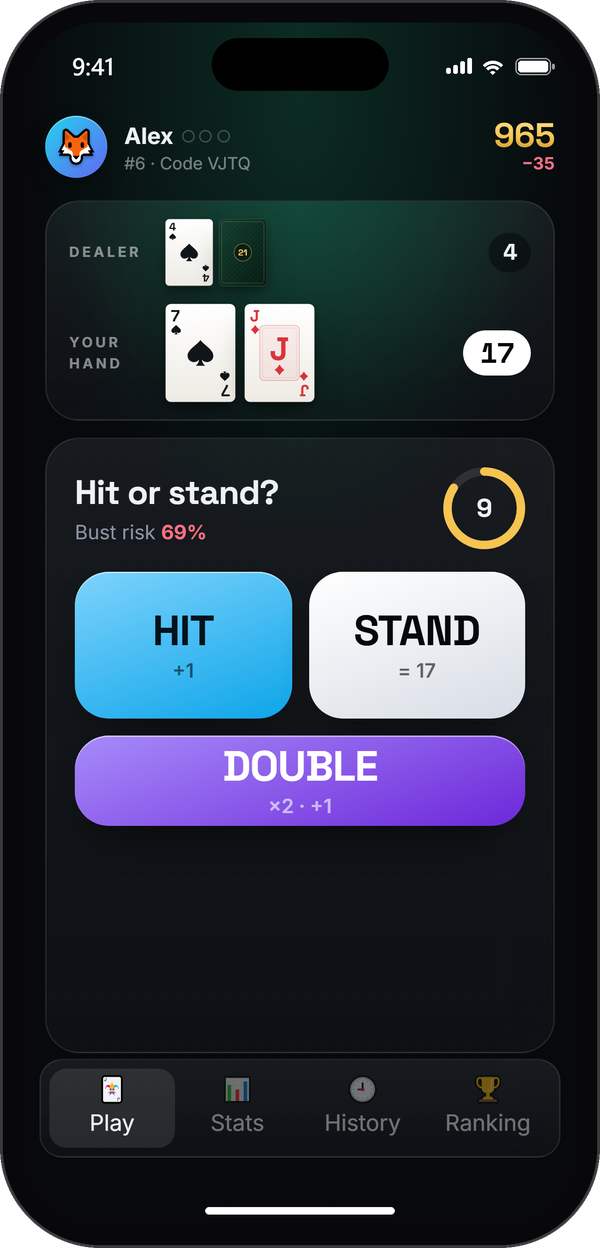 9:41
Alex
965
#6 · Code VJTQ
−35
DEALER
4
4
21
4
YOUR
HAND
7
7
J
J
J
17
Hit or stand?
Bust risk 69%
9
HIT
+1
STAND
= 17
DOUBLE
×2 · +1
Play
Stats
History
Ranking